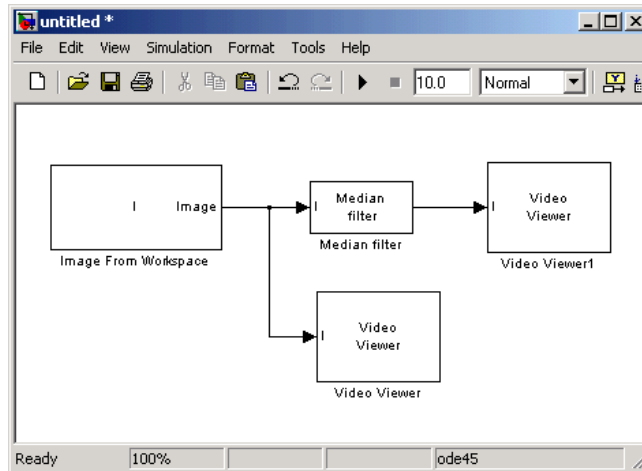 untitled *
File Edit View Simulation Format Tools Help
10.0 Normal
I Image
Image From Workspace
I Median
filter
Median filter
I Video
Viewer
Video Viewer1
I Video
Viewer
Video Viewer
Ready 100% ode45